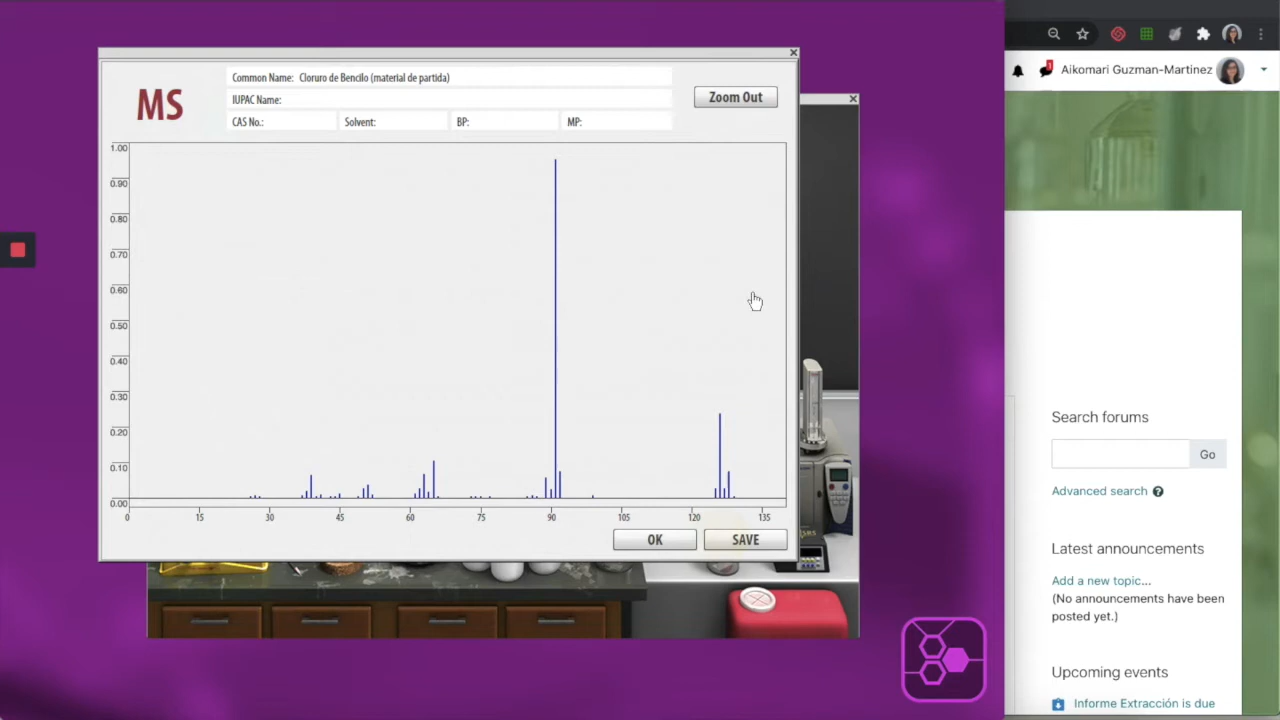 Aikomari Guzman-Martinez
MS
Common Name: Cloruro de Bencilo (material de partida)
IUPAC Name:
CAS No.: Solvent: BP: MP:
Zoom Out
1.00
0.90
0.80
0.70
0.60
0.50
0.40
0.30
0.20
0.10
0.00
0 15 30 45 60 75 90 105 120 135
OK SAVE
Search forums
Go
Advanced search
Latest announcements
Add a new topic...
(No announcements have been
posted yet.)
Upcoming events
Informe Extracción is due